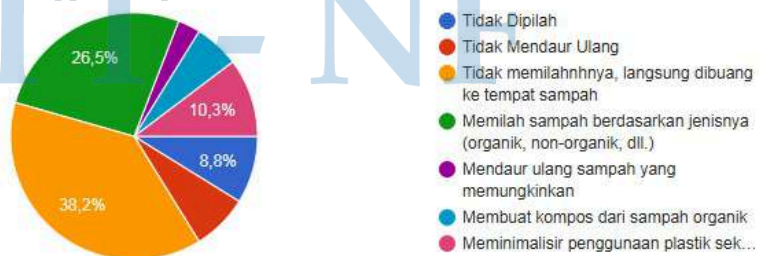 TT - NF
26,5%
10,3%
8,8%
38,2%
Tidak Dipilah
Tidak Mendaur Ulang
Tidak memilahnhnya, langsung dibuang
ke tempat sampah
Memilah sampah berdasarkan jenisnya
(organik, non-organik, dll.)
Mendaur ulang sampah yang
memungkinkan
Membuat kompos dari sampah organik
Meminimalisir penggunaan plastik sek...